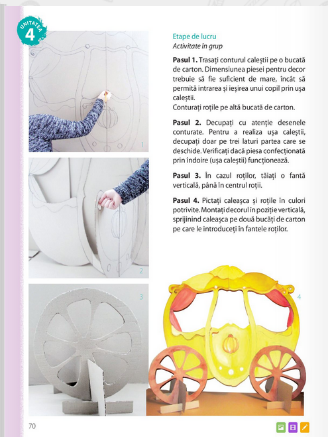 UNITATEA
4
Etape de lucru
Activitate în grup
Pasul 1. Trasați conturul caleștii pe o bucată
de carton. Dimensiunea piesei pentru decor
trebuie să fie suficient de mare, încât să
permită intrarea și ieșirea unui copil prin ușa
caleștii.
Conturați roțile pe altă bucată de carton.
Pasul 2. Decupați cu atenție desenele
conturate. Pentru a realiza ușa caleștii,
decupați doar pe trei laturi partea care se
deschide. Verificați dacă piesa confecționată
prin îndoire (ușa caleștii) funcționează.
Pasul 3. În cazul roților, tăiați o fantă
verticală, până în centrul roții.
Pasul 4. Pictați caleașca și roțile în culori
potrivite. Montați decorul în poziție verticală,
sprijinind caleașca pe două bucăți de carton
pe care le introduceți în fantele roților.
3
4
70